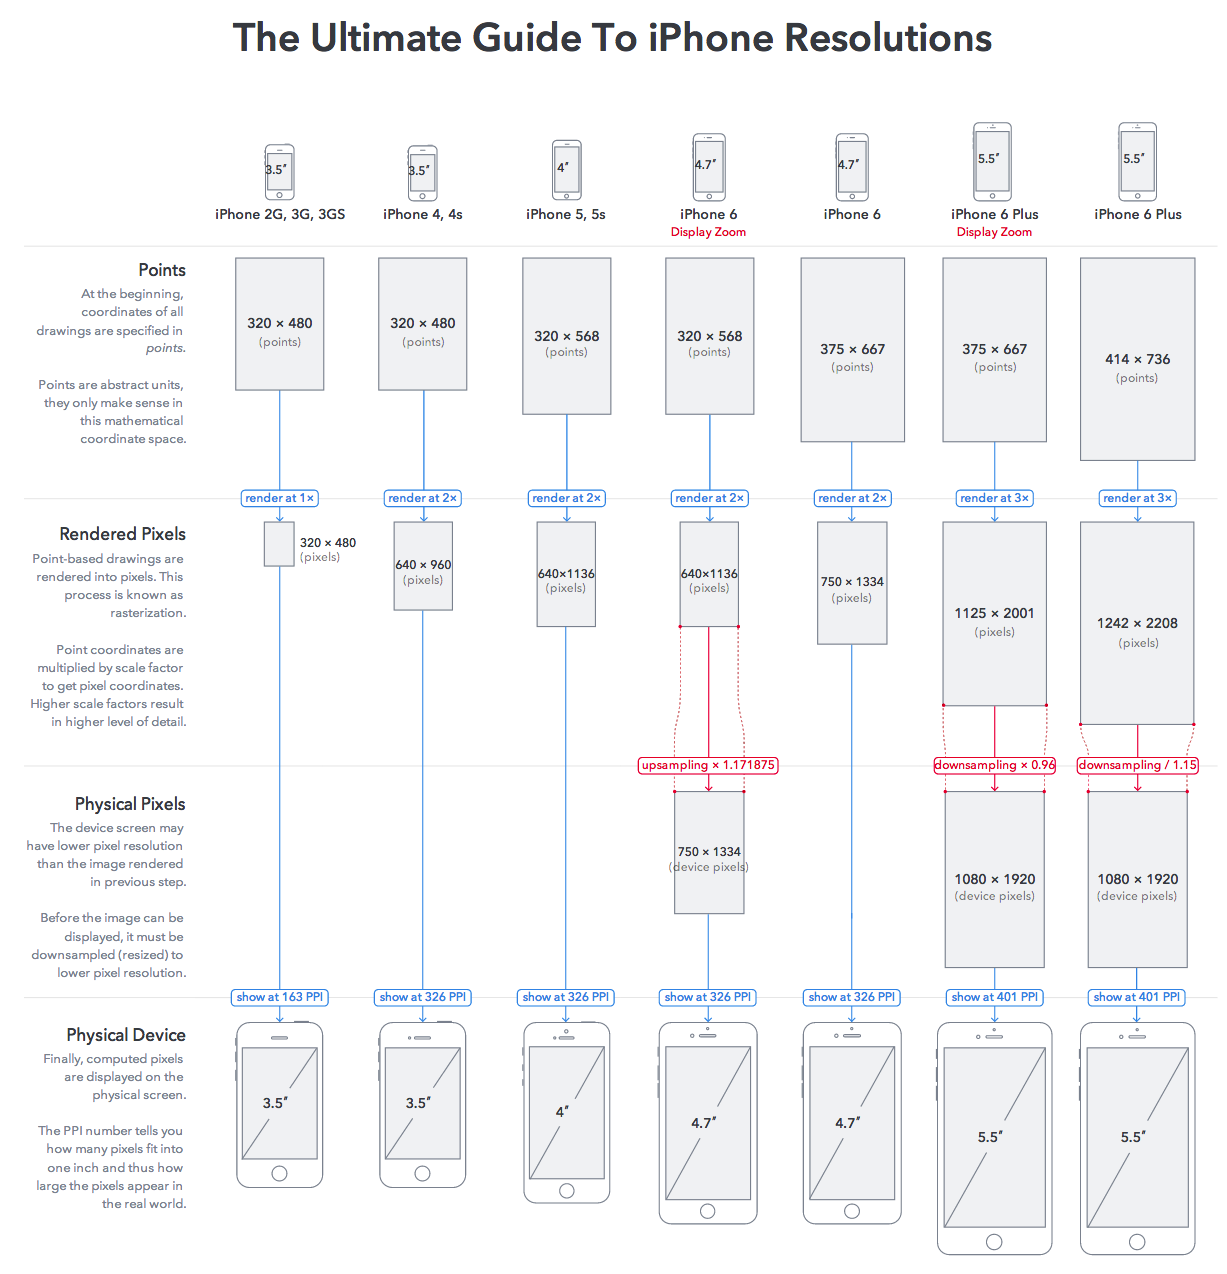 The Ultimate Guide To iPhone Resolutions
3.5″
3.5″
4″
4.7″
4.7″
5.5″
5.5″
iPhone 2G, 3G, 3GS
iPhone 4, 4s
iPhone 5, 5s
iPhone 6
Display Zoom
iPhone 6
iPhone 6 Plus
Display Zoom
iPhone 6 Plus
Points
At the beginning,
coordinates of all
drawings are specified in
points.
Points are abstract units,
they only make sense in
this mathematical
coordinate space.
320 × 480
(points)
320 × 480
(points)
320 × 568
(points)
320 × 568
(points)
375 × 667
(points)
375 × 667
(points)
414 × 736
(points)
render at 1×
render at 2×
render at 2×
render at 2×
render at 2×
render at 3×
render at 3×
Rendered Pixels
Point-based drawings are
rendered into pixels. This
process is known as
rasterization.
Point coordinates are
multiplied by scale factor
to get pixel coordinates.
Higher scale factors result
in higher level of detail.
320 × 480
(pixels)
640 × 960
(pixels)
640×1136
(pixels)
640×1136
(pixels)
750 × 1334
(pixels)
1125 × 2001
(pixels)
1242 × 2208
(pixels)
upsampling × 1.171875
downsampling × 0.96
downsampling / 1.15
Physical Pixels
The device screen may
have lower pixel resolution
than the image rendered
in previous step.
Before the image can be
displayed, it must be
downsampled (resized) to
lower pixel resolution.
750 × 1334
(device pixels)
1080 × 1920
(device pixels)
1080 × 1920
(device pixels)
show at 163 PPI
show at 326 PPI
show at 326 PPI
show at 326 PPI
show at 326 PPI
show at 401 PPI
show at 401 PPI
Physical Device
Finally, computed pixels
are displayed on the
physical screen.
The PPI number tells you
how many pixels fit into
one inch and thus how
large the pixels appear in
the real world.
3.5″
3.5″
4″
4.7″
4.7″
5.5″
5.5″